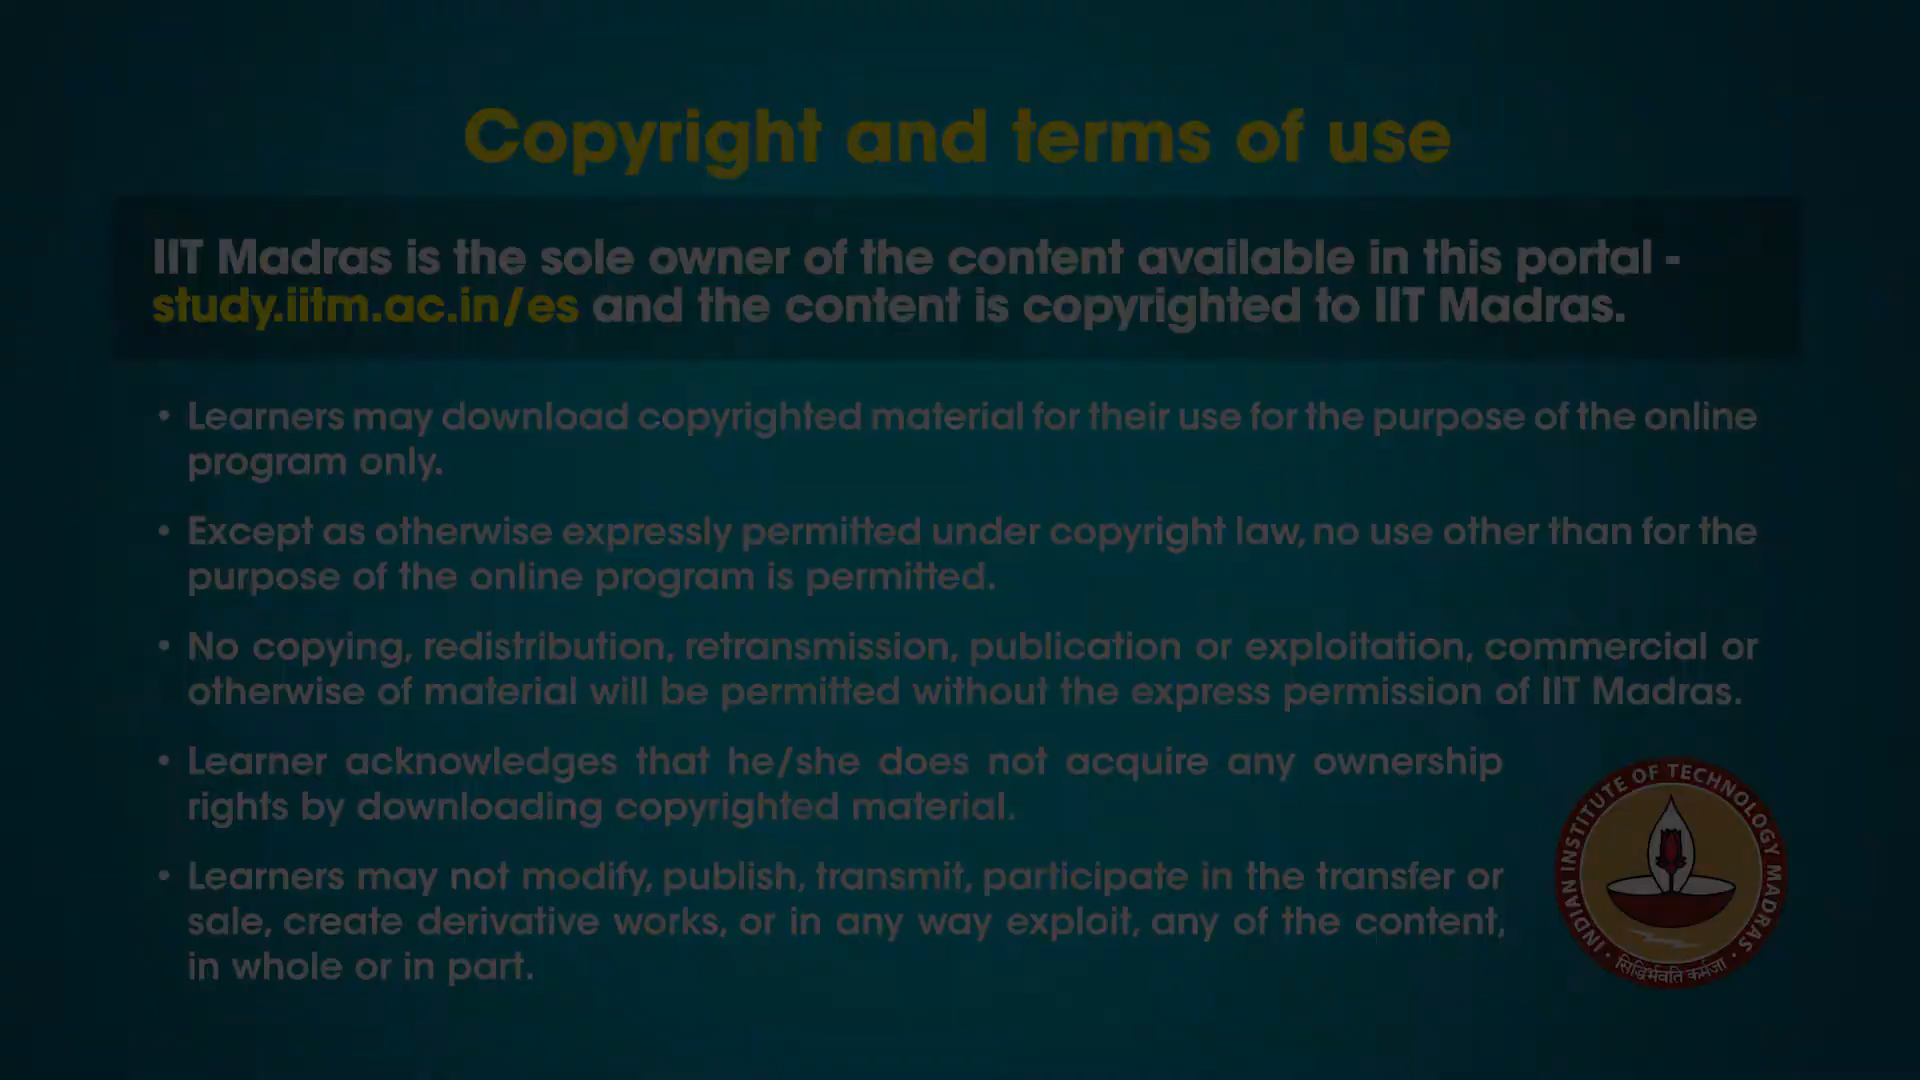 Copyright and terms of use
IIT Madras is the sole owner of the content available in this portal -
study.iitm.ac.in/es and the content is copyrighted to IIT Madras.
• Learners may download copyrighted material for their use for the purpose of the online
program only.
• Except as otherwise expressly permitted under copyright law, no use other than for the
purpose of the online program is permitted.
• No copying, redistribution, retransmission, publication or exploitation, commercial or
otherwise of material will be permitted without the express permission of IIT Madras.
• Learner acknowledges that he/she does not acquire any ownership
rights by downloading copyrighted material.
• Learners may not modify, publish, transmit, participate in the transfer or
sale, create derivative works, or in any way exploit, any of the content,
in whole or in part.
INDIAN INSTITUTE OF TECHNOLOGY MADRAS
सिद्धिर्भवति कर्मजा